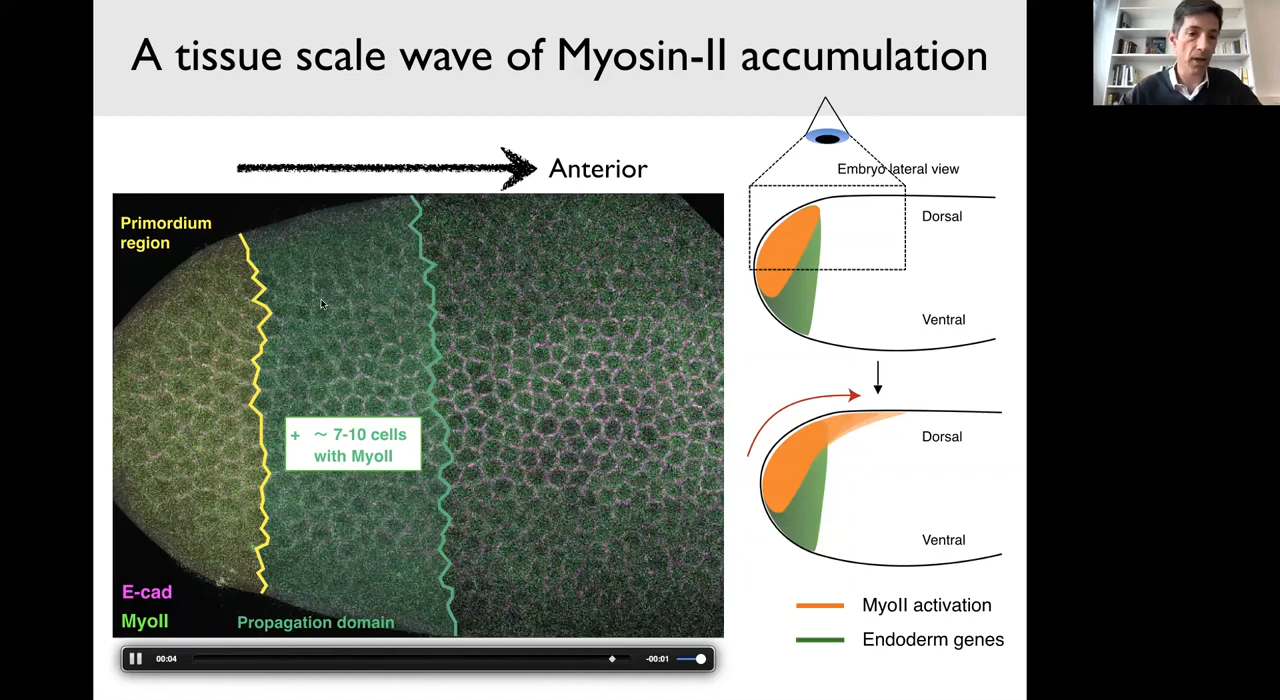 A tissue scale wave of Myosin-II accumulation
Anterior
Embryo lateral view
Primordium
region
Dorsal
Ventral
+ ~ 7-10 cells
with MyoII
Dorsal
Ventral
E-cad
MyoII
Propagation domain
MyoII activation
Endoderm genes
00:04
-00:01